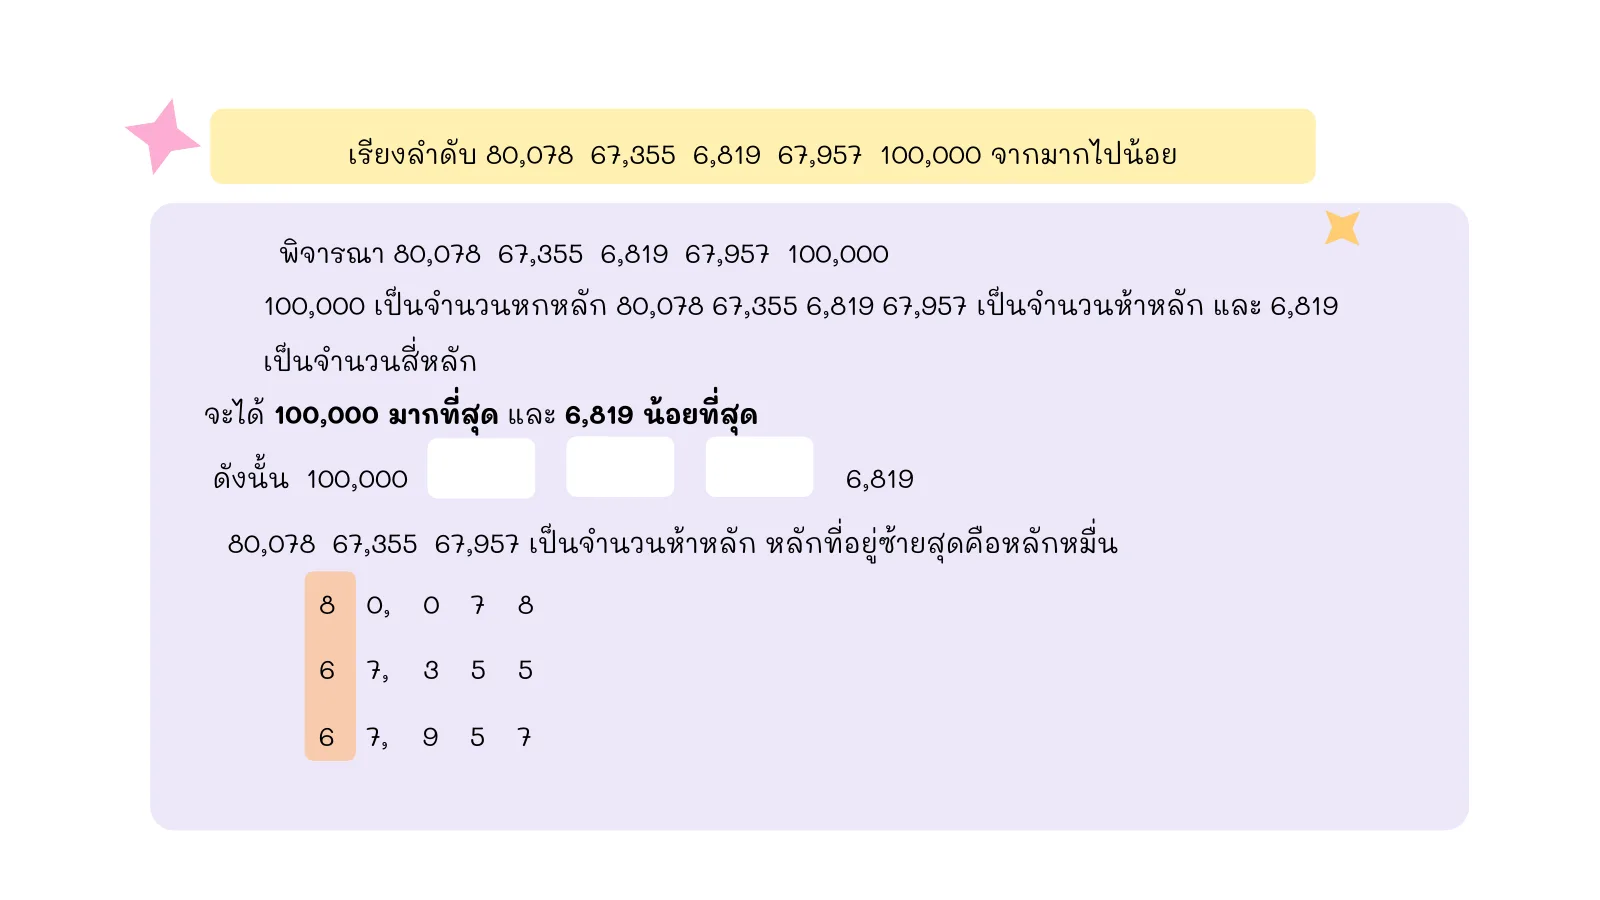 เรียงลำดับ 80,078 67,355 6,819 67,957 100,000 จากมากไปน้อย
พิจารณา 80,078 67,355 6,819 67,957 100,000
100,000 เป็นจำนวนหกหลัก 80,078 67,355 6,819 67,957 เป็นจำนวนห้าหลัก และ 6,819
เป็นจำนวนสี่หลัก
จะได้ 100,000 มากที่สุด และ 6,819 น้อยที่สุด
ดังนั้น 100,000 6,819
80,078 67,355 67,957 เป็นจำนวนห้าหลัก หลักที่อยู่ซ้ายสุดคือหลักหมื่น
8 0, 0 7 8
6 7, 3 5 5
6 7, 9 5 7